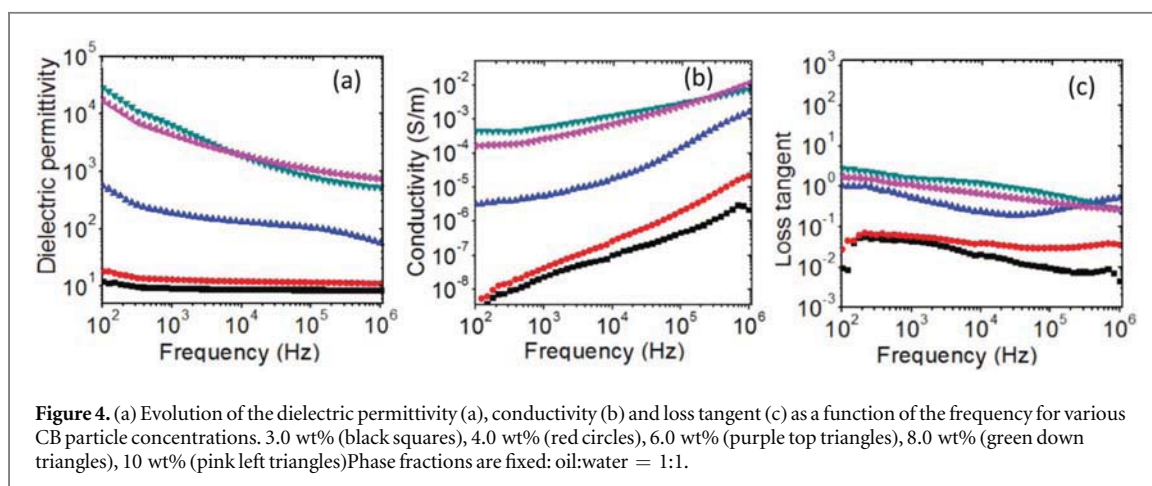 (a)
Dielectric permittivity
10^5
10^4
10^3
10^2
10^1
10^2 10^3 10^4 10^5 10^6
Frequency (Hz)
(b)
Conductivity (S/m)
10^-2
10^-3
10^-4
10^-5
10^-6
10^-7
10^-8
10^2 10^3 10^4 10^5 10^6
Frequency (Hz)
(c)
Loss tangent
10^3
10^2
10^1
10^0
10^-1
10^-2
10^-3
10^2 10^3 10^4 10^5 10^6
Frequency (Hz)
Figure 4. (a) Evolution of the dielectric permittivity (a), conductivity (b) and loss tangent (c) as a function of the frequency for various
CB particle concentrations. 3.0 wt% (black squares), 4.0 wt% (red circles), 6.0 wt% (purple top triangles), 8.0 wt% (green down
triangles), 10 wt% (pink left triangles)Phase fractions are fixed: oil:water = 1:1.